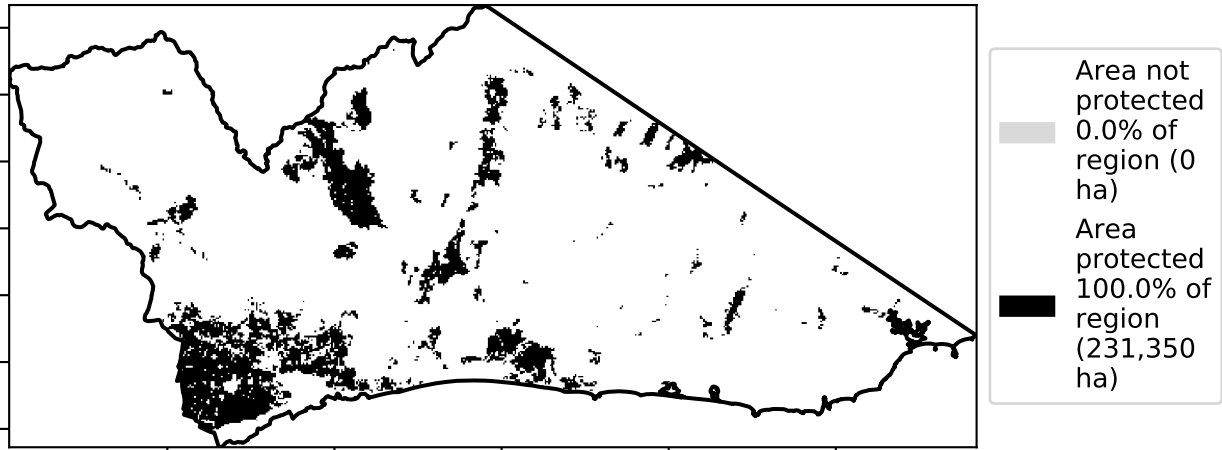 Area not
protected
0.0% of
region (0
ha)
Area
protected
100.0% of
region
(231,350
ha)